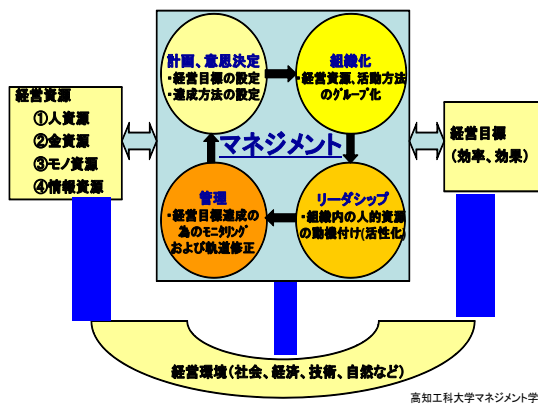 計画、意思決定
・経営目標の設定
・達成方法の設定
組織化
・経営資源、活動方法
のグループ化
経営資源
①人資源
②金資源
③モノ資源
④情報資源
マネジメント
経営目標
(効率、効果)
管理
・経営目標達成の
為のモニタリング
および軌道修正
リーダシップ
・組織内の人的資源
の動機付け(活性化)
経営環境(社会、経済、技術、自然など)
高知工科大学マネジメント学